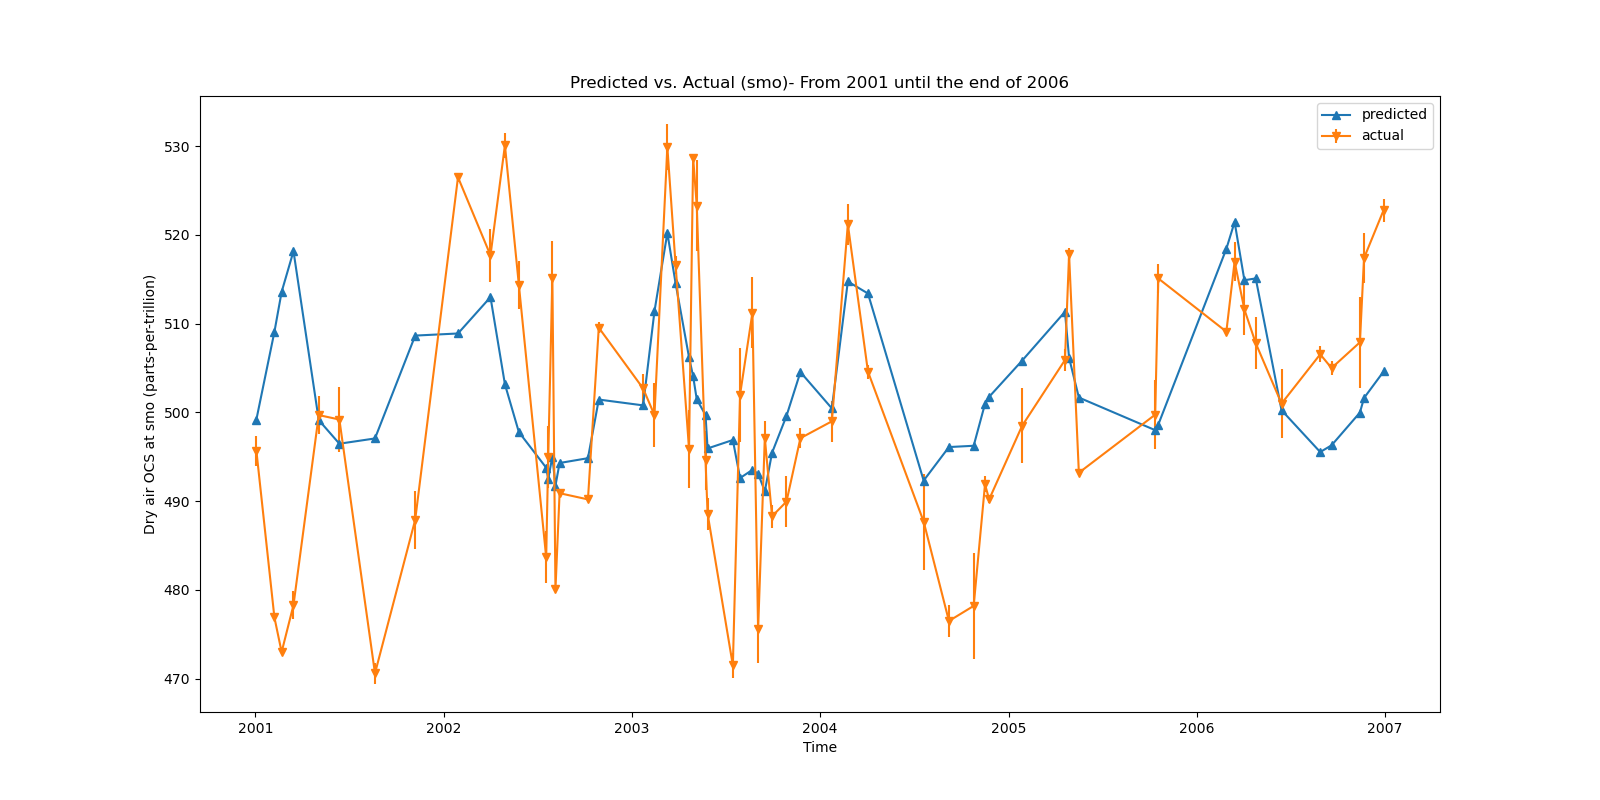 Predicted vs. Actual (smo)- From 2001 until the end of 2006
predicted
actual
Dry air OCS at smo (parts-per-trillion)
530
520
510
500
490
480
470
2001 2002 2003 2004 2005 2006 2007
Time